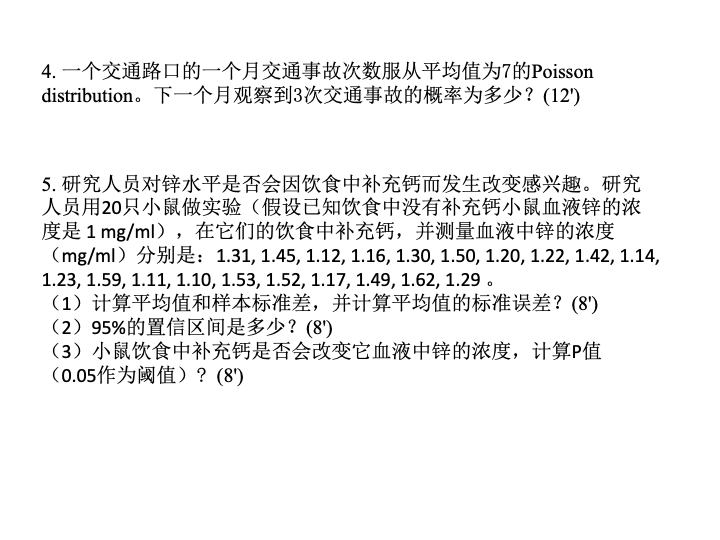 4. 一个交通路口的一个月交通事故次数服从平均值为7的Poisson
distribution。下一个月观察到3次交通事故的概率为多少？(12')
5. 研究人员对锌水平是否会因饮食中补充钙而发生改变感兴趣。研究
人员用20只小鼠做实验（假设已知饮食中没有补充钙小鼠血液锌的浓
度是 1 mg/ml），在它们的饮食中补充钙，并测量血液中锌的浓度
（mg/ml）分别是：1.31, 1.45, 1.12, 1.16, 1.30, 1.50, 1.20, 1.22, 1.42, 1.14,
1.23, 1.59, 1.11, 1.10, 1.53, 1.52, 1.17, 1.49, 1.62, 1.29 。
（1）计算平均值和样本标准差，并计算平均值的标准误差？(8')
（2）95%的置信区间是多少？(8')
（3）小鼠饮食中补充钙是否会改变它血液中锌的浓度，计算P值
（0.05作为阈值）？(8')